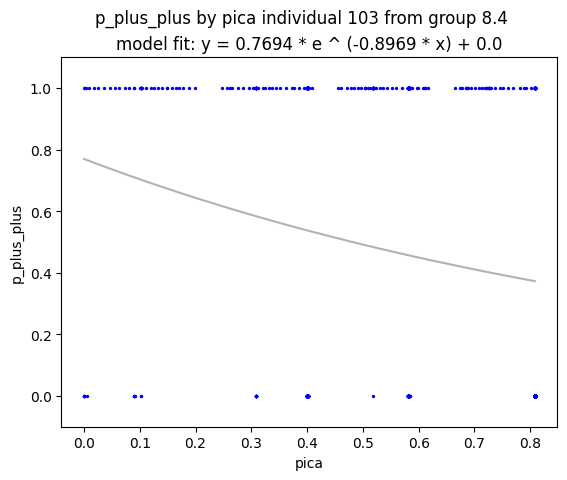 p_plus_plus by pica individual 103 from group 8.4
model fit: y = 0.7694 * e ^ (-0.8969 * x) + 0.0
1.0
0.8
0.6
0.4
0.2
0.0
p_plus_plus
0.0 0.1 0.2 0.3 0.4 0.5 0.6 0.7 0.8
pica